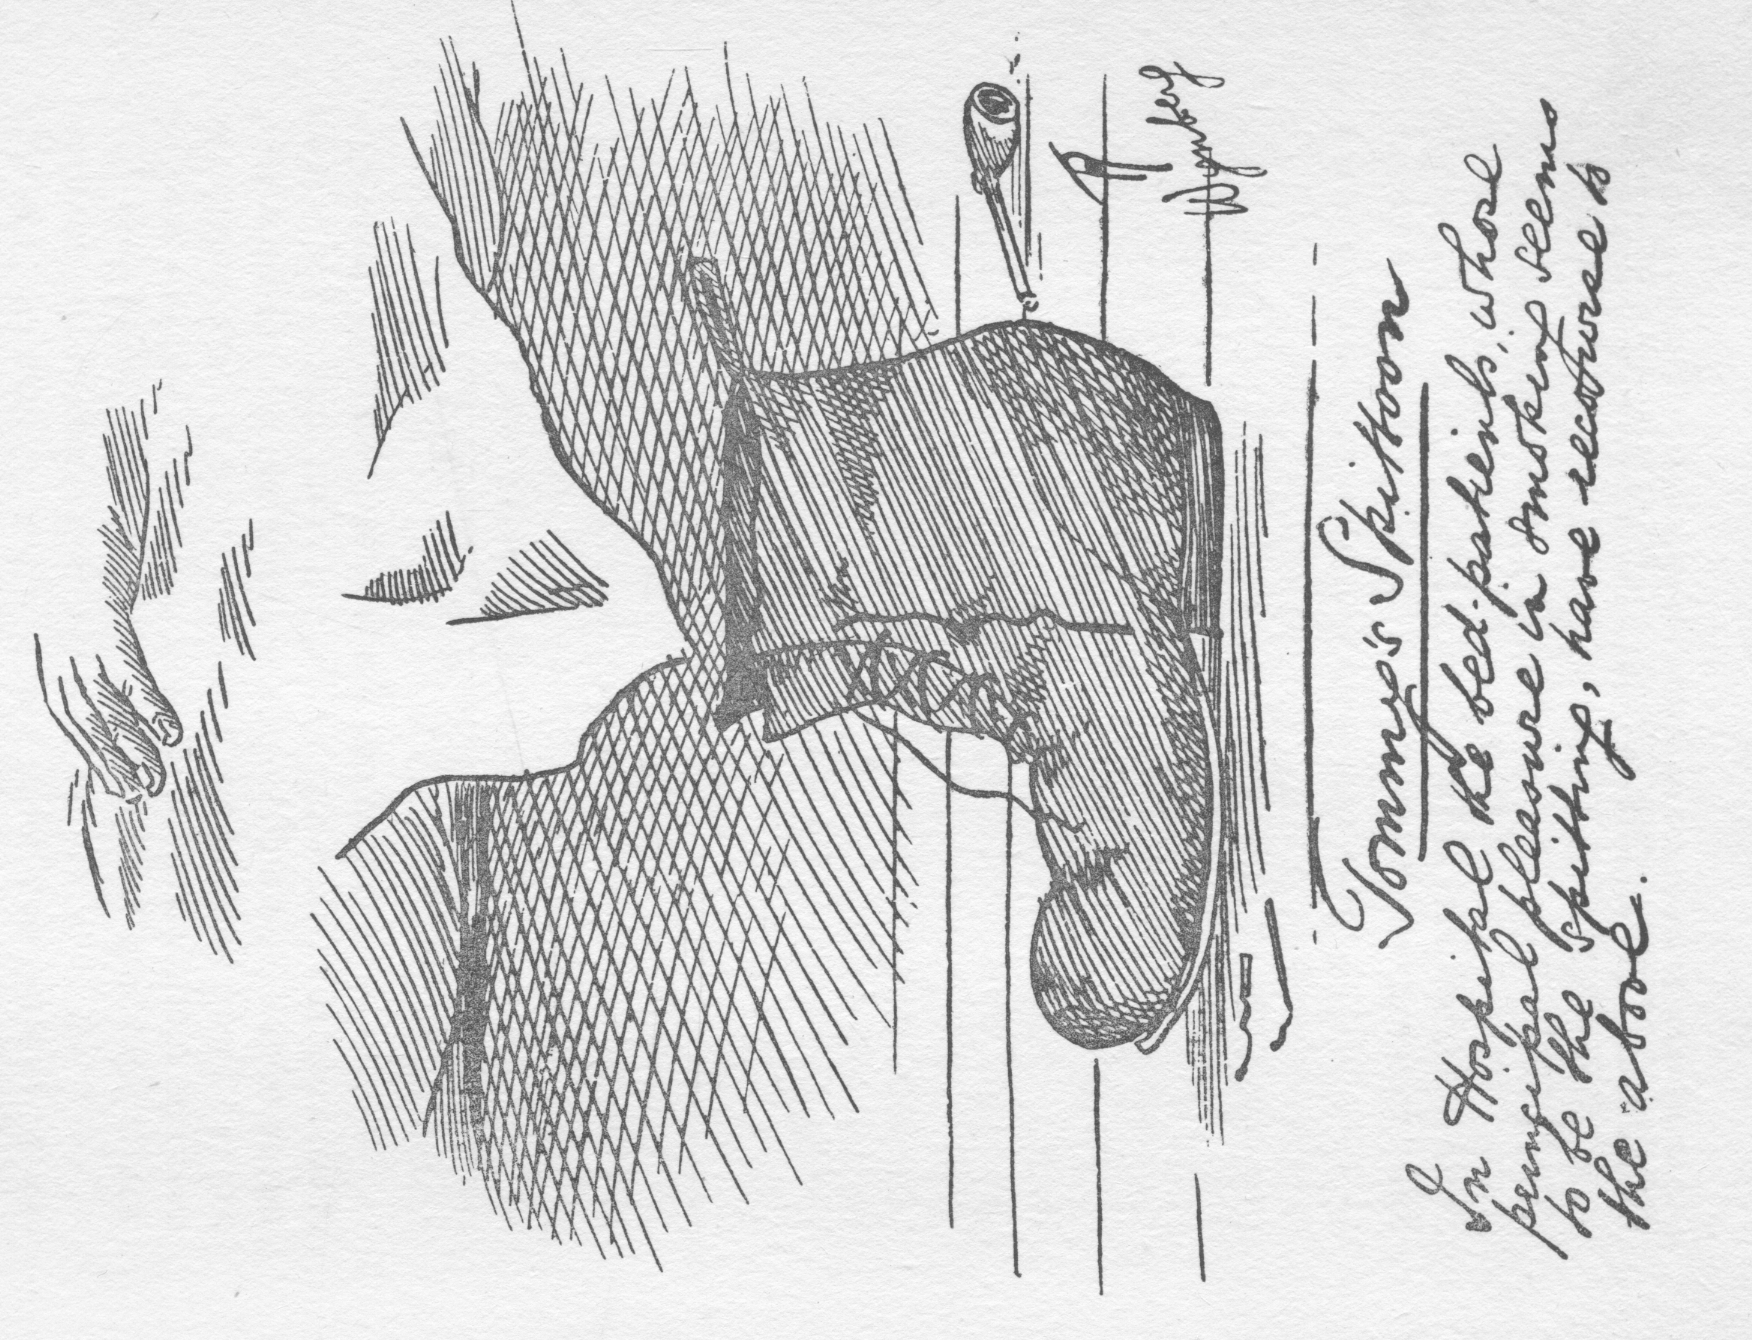 Wynberg
Tommy's Spittoon
In Hospital the bed-patients, whose
principal pleasure in smoking seems
to be the spitting, have recourse to
the above.